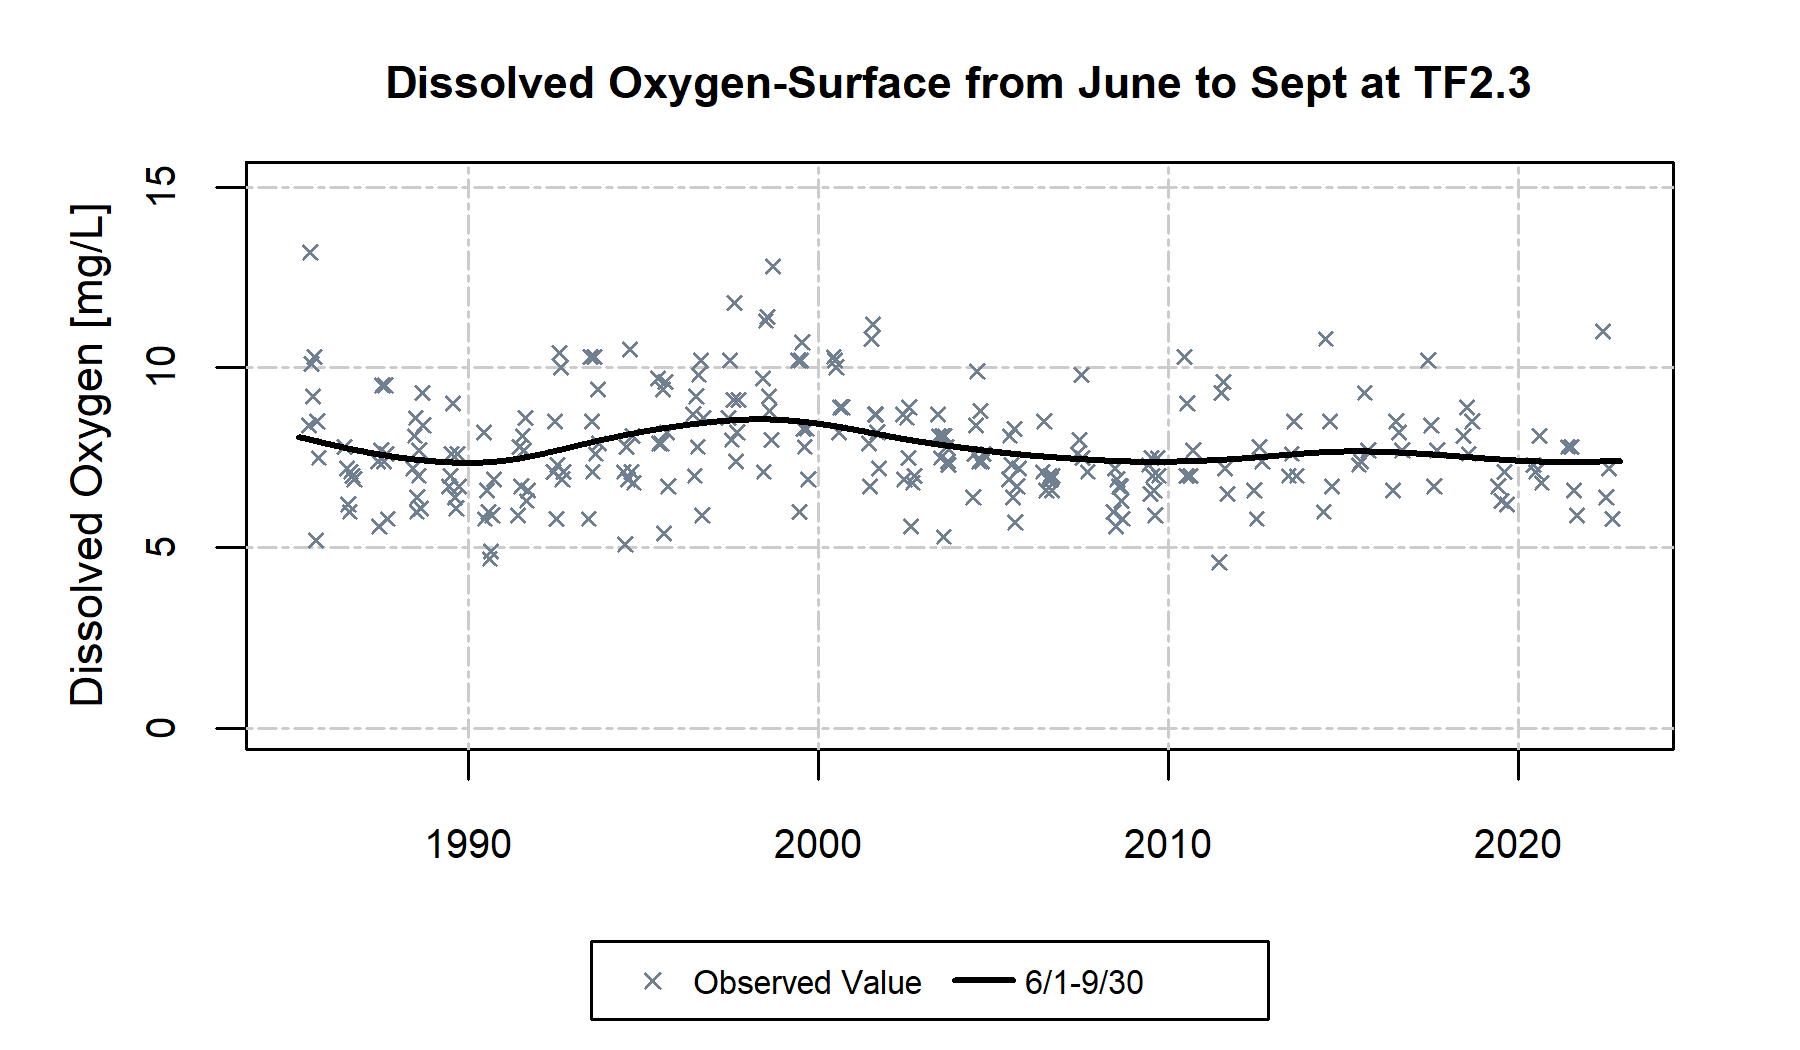 Dissolved Oxygen-Surface from June to Sept at TF2.3
Dissolved Oxygen [mg/L]
15
10
5
0
1990 2000 2010 2020
Observed Value 6/1-9/30